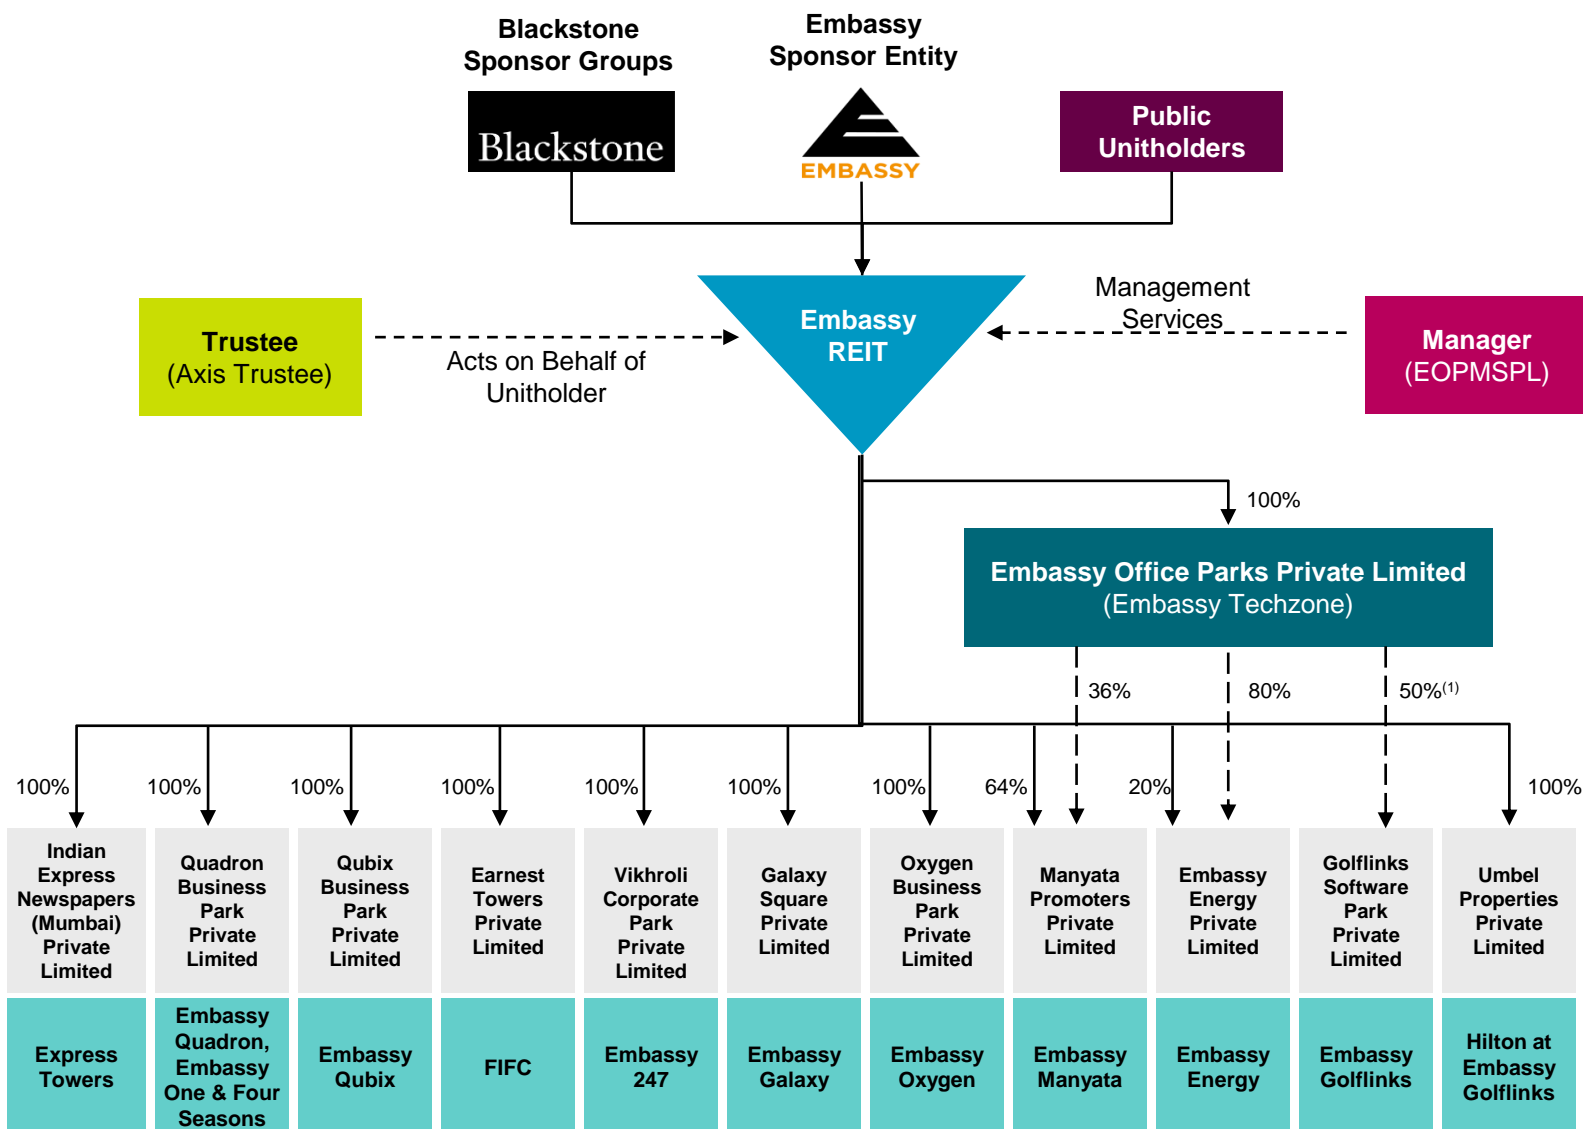 Blackstone
Sponsor Groups
Embassy
Sponsor Entity
Blackstone
EMBASSY
Public
Unitholders
Trustee
(Axis Trustee)
Acts on Behalf of
Unitholder
Embassy
REIT
Management
Services
Manager
(EOPMSPL)
100%
Embassy Office Parks Private Limited
(Embassy Techzone)
36%
80%
50%(1)
100%
100%
100%
100%
100%
100%
100%
64%
20%
100%
Indian
Express
Newspapers
(Mumbai)
Private
Limited
Quadron
Business
Park
Private
Limited
Qubix
Business
Park
Private
Limited
Earnest
Towers
Private
Limited
Vikhroli
Corporate
Park
Private
Limited
Galaxy
Square
Private
Limited
Oxygen
Business
Park
Private
Limited
Manyata
Promoters
Private
Limited
Embassy
Energy
Private
Limited
Golflinks
Software
Park
Private
Limited
Umbel
Properties
Private
Limited
Express
Towers
Embassy
Quadron,
Embassy
One & Four
Seasons
Embassy
Qubix
FIFC
Embassy
247
Embassy
Galaxy
Embassy
Oxygen
Embassy
Manyata
Embassy
Energy
Embassy
Golflinks
Hilton at
Embassy
Golflinks